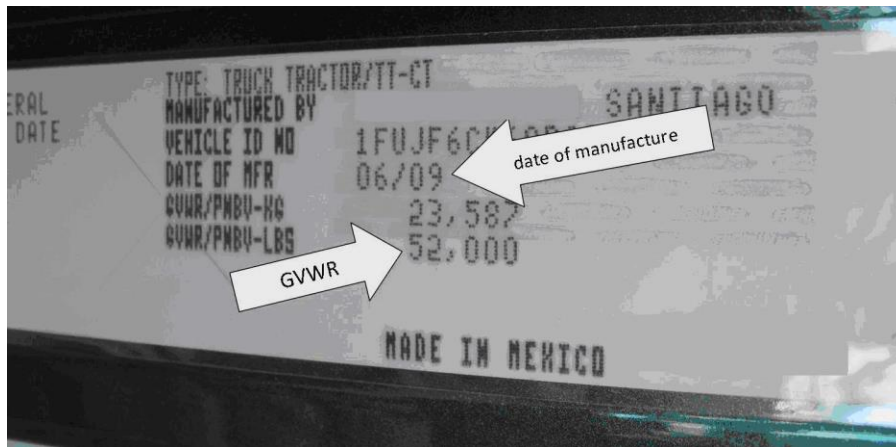 TYPE: TRUCK TRACTOR/TT-CT
ERAL
MANUFACTURED BY SANTIAGO
DATE
VEHICLE ID NO
DATE OF MFR 06/09
date of manufacture
GVWR/PNBV-KG 23,587
GVWR/PNBV-LBS 52,000
GVWR
MADE IN MEXICO